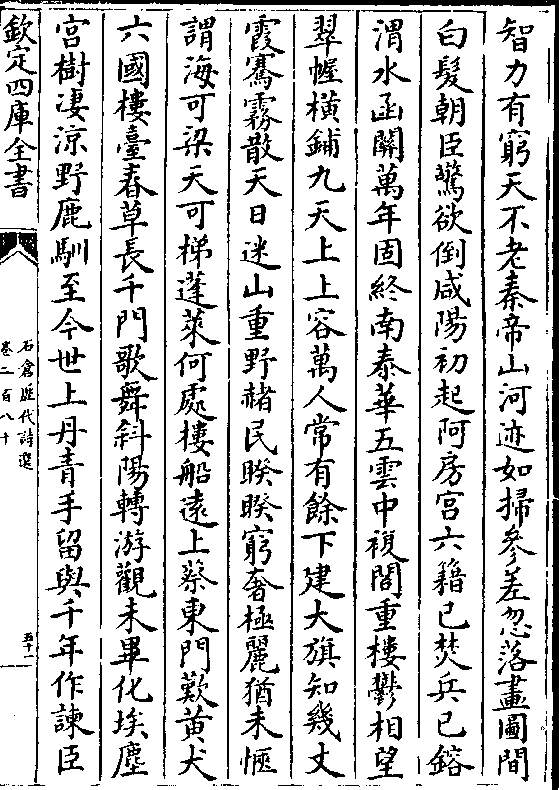 智力有窮天不老秦帝山河迹如掃參差忽落畫圖間
白髮朝臣驚欲倒咸陽初起阿房宫六籍已焚兵已鎔
渭水函關萬年固終南泰華五雲中複閣重樓鬱相望
翠幄橫鋪九天上上容萬人常有餘下建大旗知幾丈
霞騫霧散天日迷山重野赭民睽睽窮奢極麗猶未愜
謂海可梁天可梯蓬萊何處樓船逺上蔡東門歎黄犬
六國樓臺春草長千門歌舞斜陽轉游觀未畢化埃塵
宫樹淒涼野鹿馴至今世上丹青手留與千年作諫臣
欽定四庫全書
石倉歷代詩選
卷二百八十
五十一